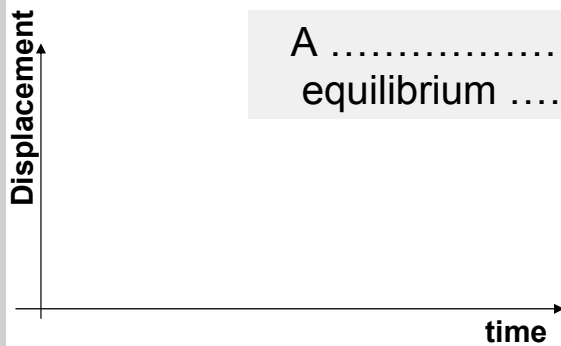 Displacement
A .................
equilibrium ....
time